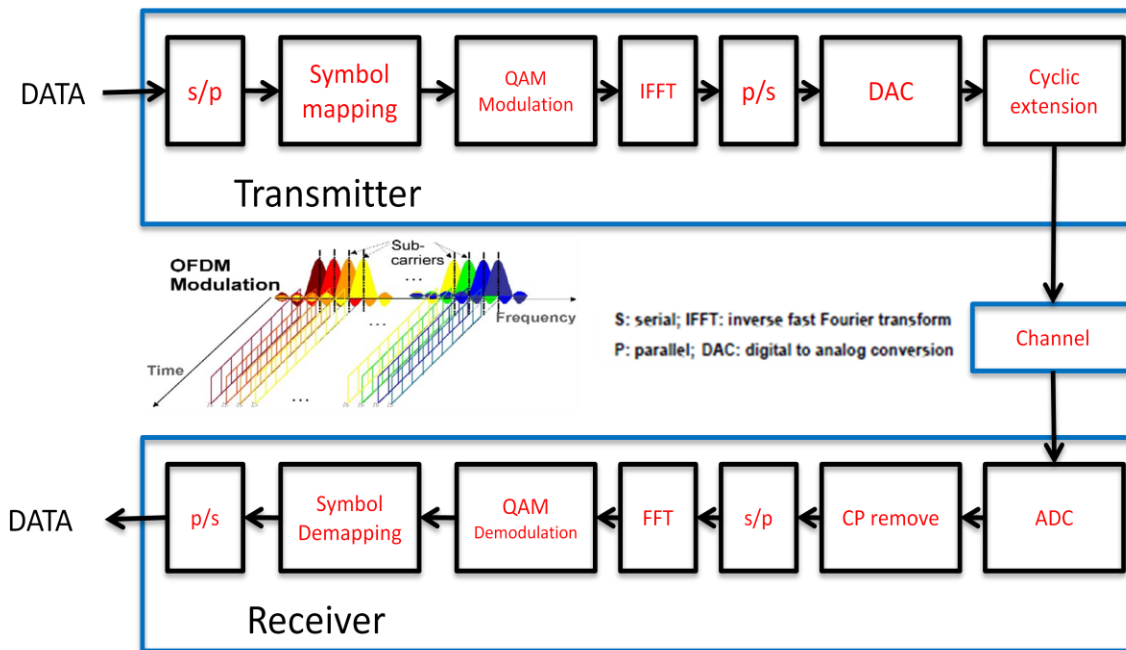 DATA
s/p
Symbol
mapping
QAM
Modulation
IFFT
p/s
DAC
Cyclic
extension
Transmitter
OFDM
Modulation
Sub-
carriers
...
...
Frequency
Time
...
...
S: serial; IFFT: inverse fast Fourier transform
P: parallel; DAC: digital to analog conversion
Channel
DATA
p/s
Symbol
Demapping
QAM
Demodulation
FFT
s/p
CP remove
ADC
Receiver